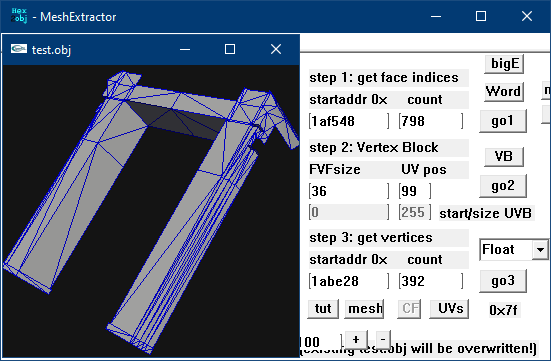 Hex
2obj - MeshExtractor
test.obj
bigE
step 1: get face indices
Word
startaddr 0x count
1af548 798 go1
step 2: Vertex Block
VB
FVFsize UV pos
36 99 go2
0 255 start/size UVB
step 3: get vertices
Float
startaddr 0x count
1abe28 392 go3
tut mesh CF UVs 0x7f
100 + -
(existing test.obj will be overwritten!)